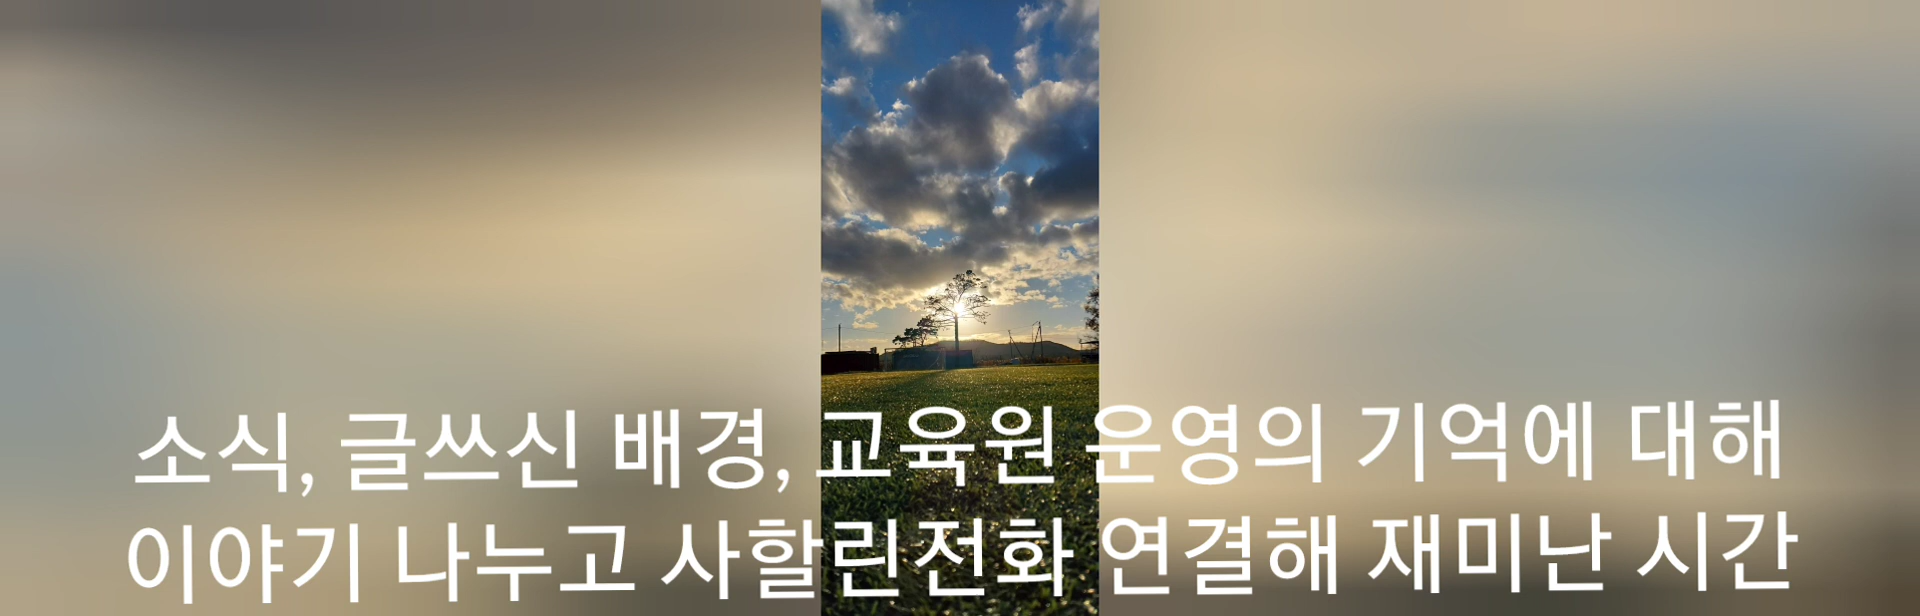 소식, 글쓰신 배경, 교육원 운영의 기억에 대해
이야기 나누고 사할린전화 연결해 재미난 시간